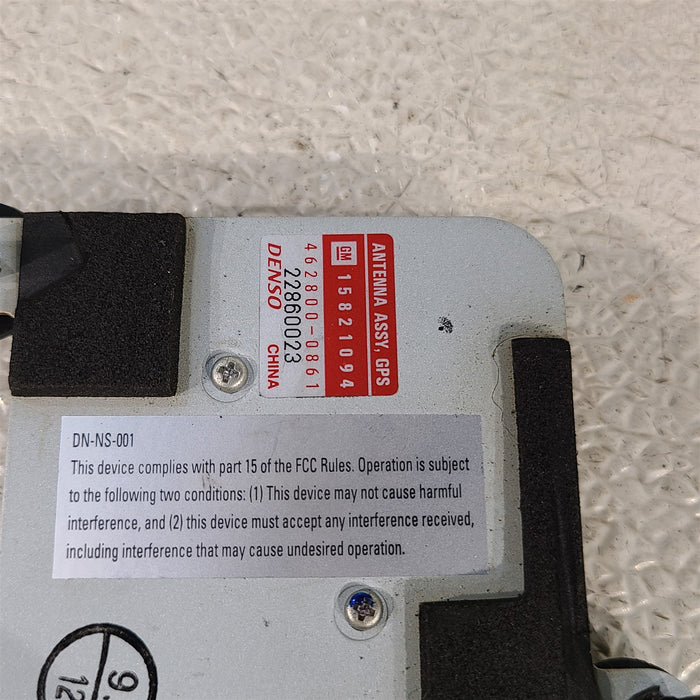 ANTENNA ASSY, GPS
GM 15821094
462800-0861
22860023
DENSO CHINA
DN-NS-001
This device complies with part 15 of the FCC Rules. Operation is subject
to the following two conditions: (1) This device may not cause harmful
interference, and (2) this device must accept any interference received,
including interference that may cause undesired operation.